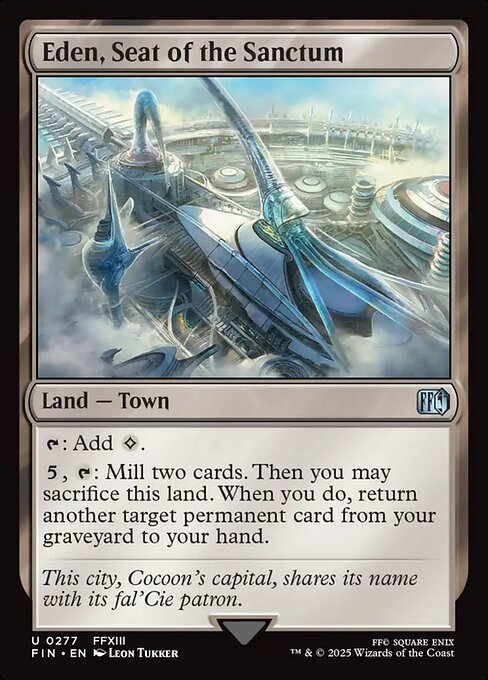 Eden, Seat of the Sanctum
Land — Town
FF
: Add .
5, : Mill two cards. Then you may
sacrifice this land. When you do, return
another target permanent card from your
graveyard to your hand.
This city, Cocoon's capital, shares its name
with its fal'Cie patron.
U 0277 FFXIII
FIN • EN Leon Tukker
FF© SQUARE ENIX
™ & © 2025 Wizards of the Coast